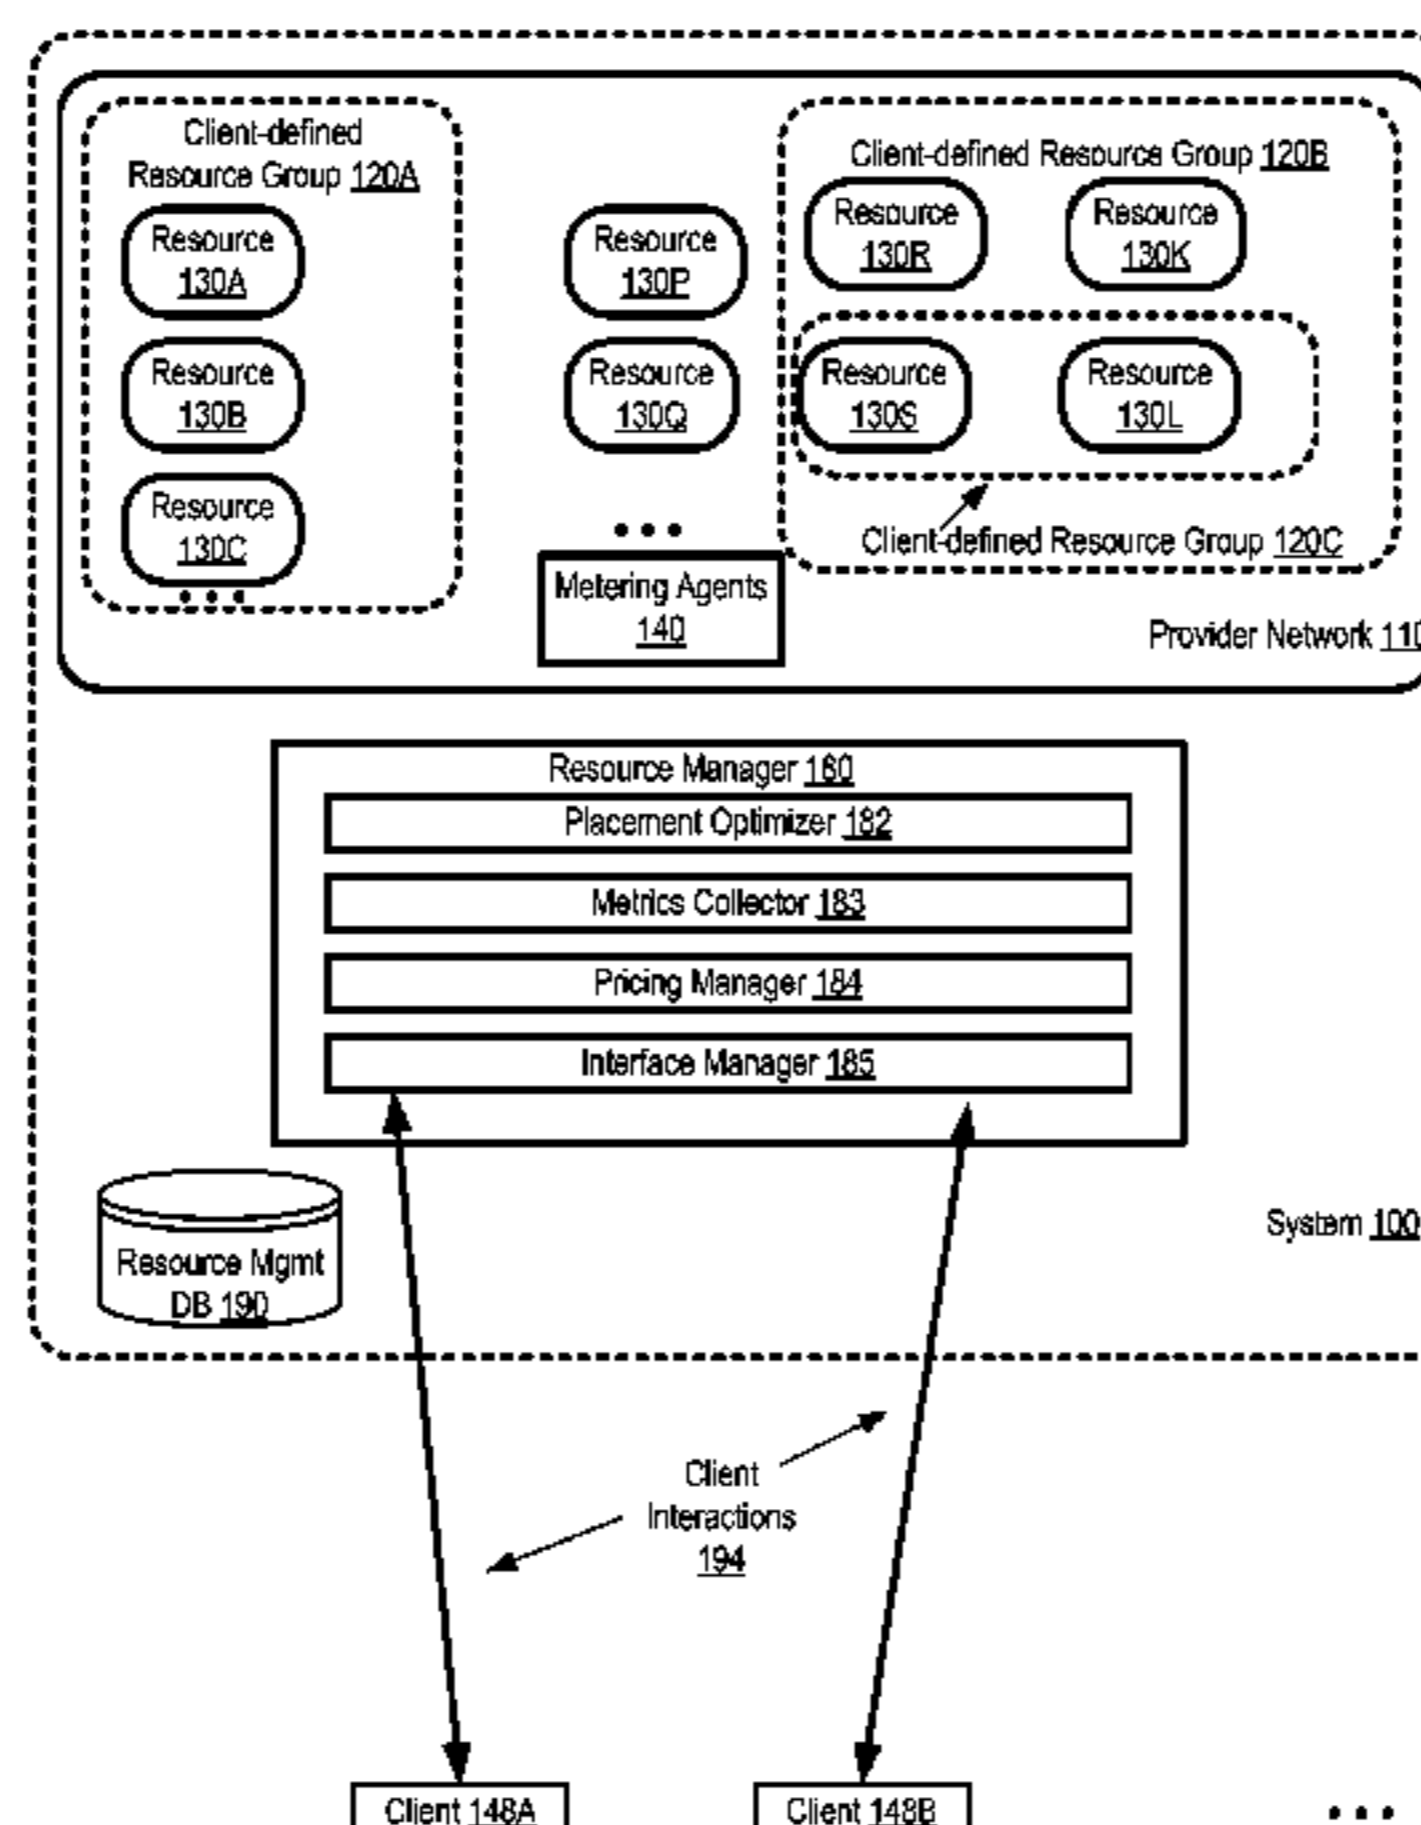 Client-defined
Resource Group 120A
Resource
130A
Resource
130B
Resource
130C
Resource
130P
Resource
130Q
Client-defined Resource Group 120B
Resource
130R
Resource
130K
Resource
130S
Resource
130L
Client-defined Resource Group 120C
Metering Agents
140
Provider Network 110
Resource Manager 180
Placement Optimizer 182
Metrics Collector 183
Pricing Manager 184
Interface Manager 185
Resource Mgmt
DB 190
System 100
Client
Interactions
194
Client 148A
Client 148B